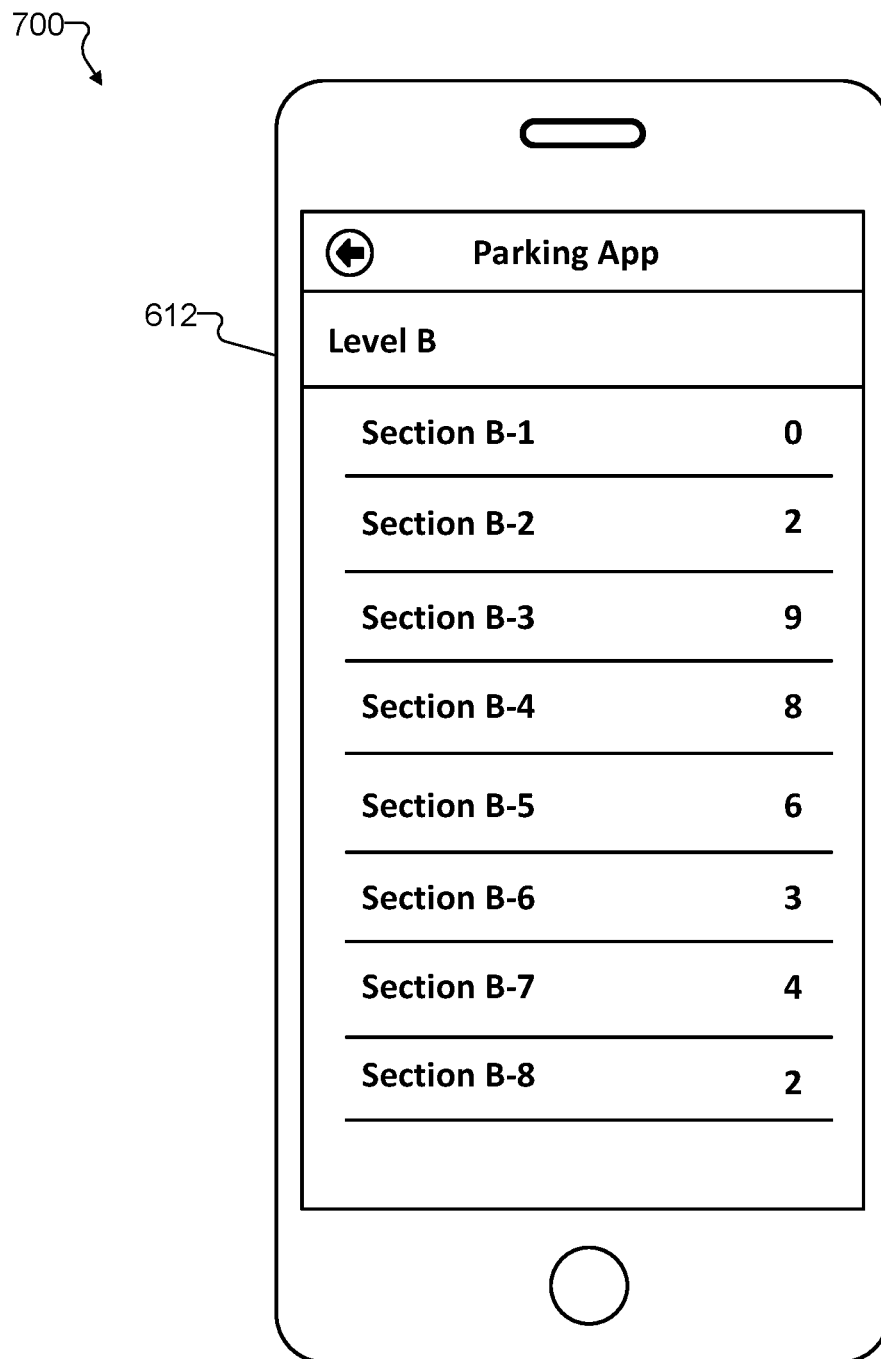 700
Parking App
612
Level B
Section B-1 0
Section B-2 2
Section B-3 9
Section B-4 8
Section B-5 6
Section B-6 3
Section B-7 4
Section B-8 2